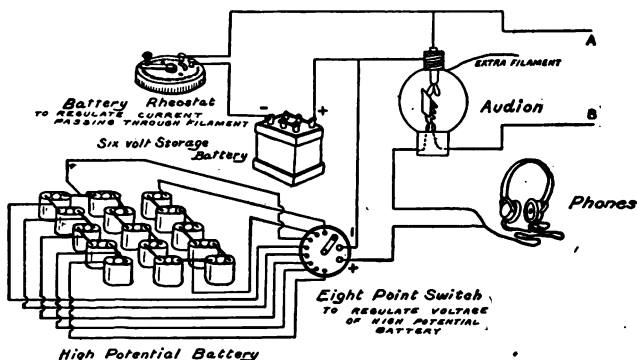 A
EXTRA FILAMENT
Battery Rheostat
TO REGULATE CURRENT
PASSING THROUGH FILAMENT
- +
Audion
B
Six volt Storage
Battery
+
Phones
-
+
Eight Point Switch
TO REGULATE VOLTAGE
OF HIGH POTENTIAL
BATTERY
High Potential Battery